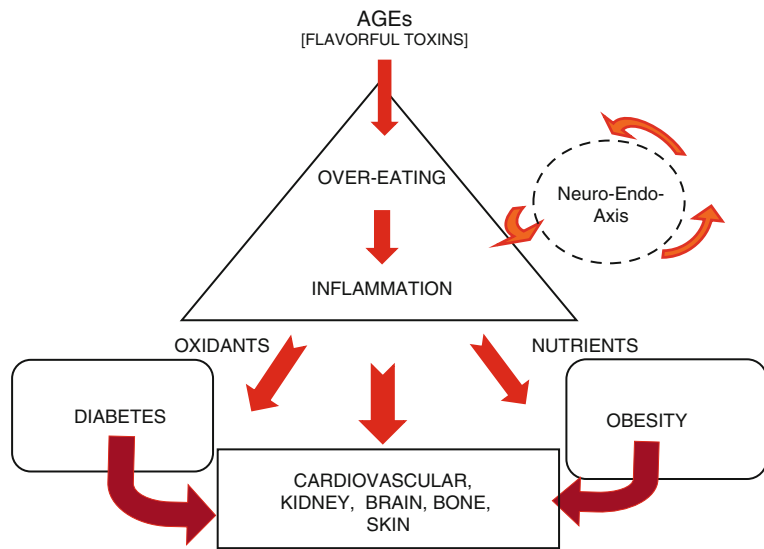 AGEs
[FLAVORFUL TOXINS]
OVER-EATING
Neuro-Endo-
Axis
INFLAMMATION
OXIDANTS
NUTRIENTS
DIABETES
OBESITY
CARDIOVASCULAR,
KIDNEY, BRAIN, BONE,
SKIN